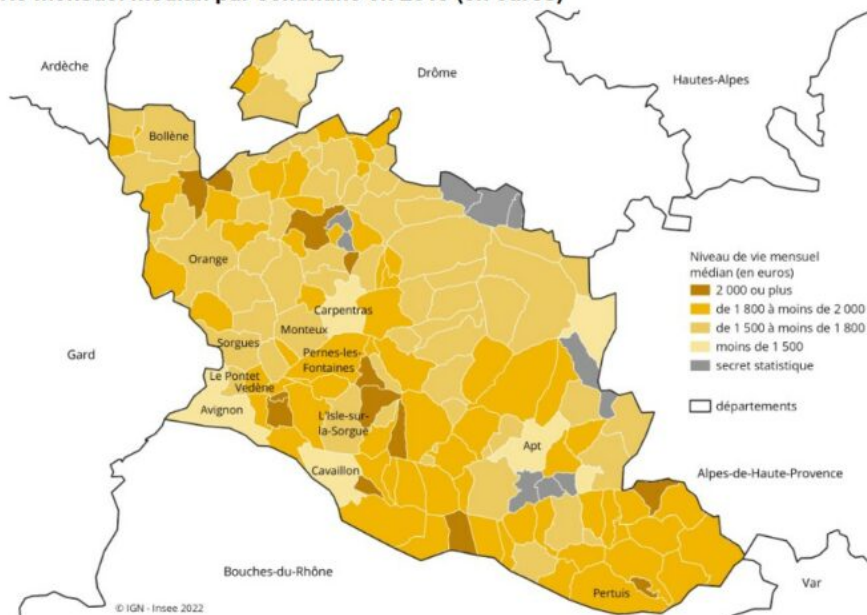 Ardèche
Drôme
Hautes-Alpes
Bollène
Orange
Carpentras
Monteux
Sorgues
Pernes-les-
Fontaines
Gard
Le Pontet
Vedène
Avignon
L'Isle-sur-
la-Sorgue
Cavaillon
Apt
Niveau de vie mensuel
médian (en euros)
2 000 ou plus
de 1 800 à moins de 2 000
de 1 500 à moins de 1 800
moins de 1 500
secret statistique
départements
Alpes-de-Haute-Provence
Bouches-du-Rhône
Pertuis
Var
© IGN - Insee 2022